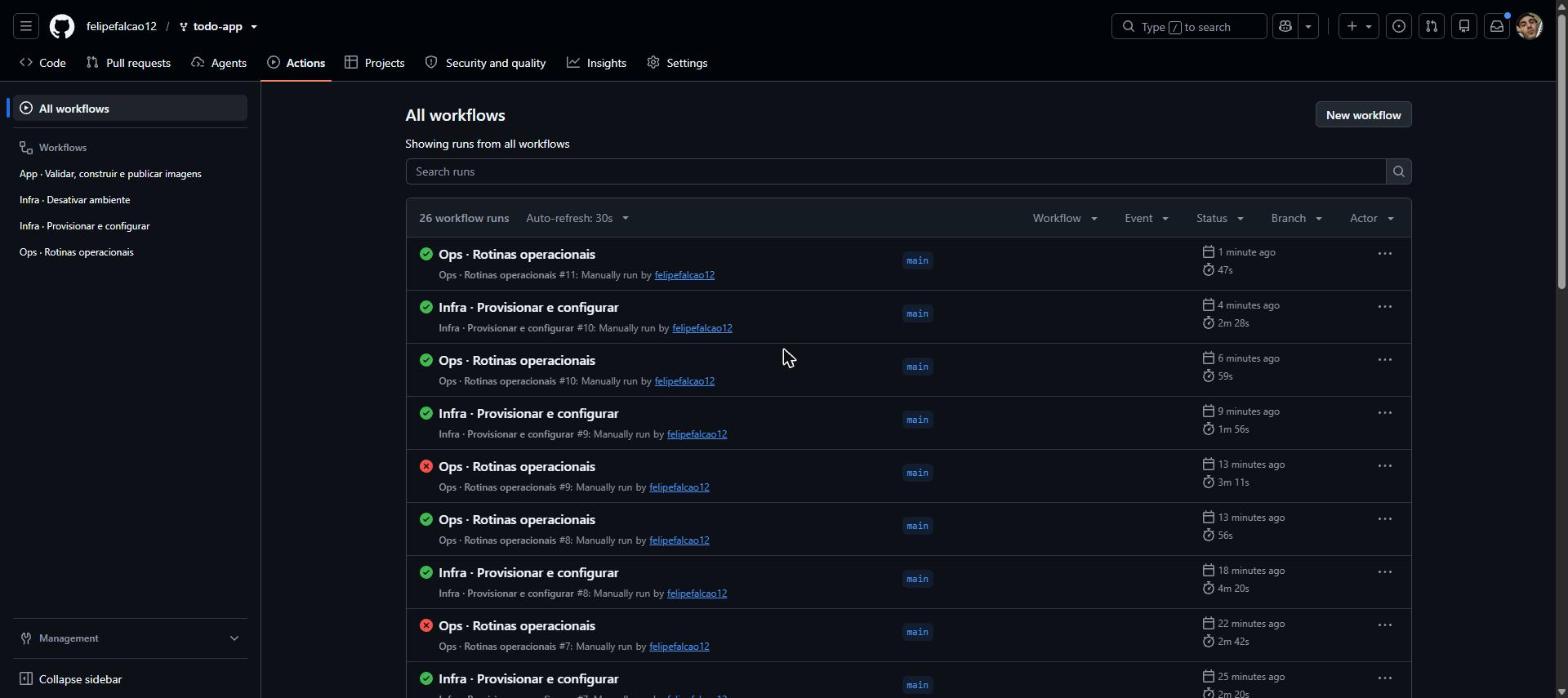 felipefalcao12 / todo-app
Type / to search
Code
Pull requests
Agents
Actions
Projects
Security and quality
Insights
Settings
All workflows
Workflows
App · Validar, construir e publicar imagens
Infra · Desativar ambiente
Infra · Provisionar e configurar
Ops · Rotinas operacionais
Management
Collapse sidebar
All workflows
New workflow
Showing runs from all workflows
Search runs
26 workflow runs Auto-refresh: 30s Workflow Event Status Branch Actor
Ops · Rotinas operacionais
Ops · Rotinas operacionais #11: Manually run by felipefalcao12
main
1 minute ago
47s
Infra · Provisionar e configurar
Infra · Provisionar e configurar #10: Manually run by felipefalcao12
main
4 minutes ago
2m 28s
Ops · Rotinas operacionais
Ops · Rotinas operacionais #10: Manually run by felipefalcao12
main
6 minutes ago
59s
Infra · Provisionar e configurar
Infra · Provisionar e configurar #9: Manually run by felipefalcao12
main
9 minutes ago
1m 56s
Ops · Rotinas operacionais
Ops · Rotinas operacionais #9: Manually run by felipefalcao12
main
13 minutes ago
3m 11s
Ops · Rotinas operacionais
Ops · Rotinas operacionais #8: Manually run by felipefalcao12
main
13 minutes ago
56s
Infra · Provisionar e configurar
Infra · Provisionar e configurar #8: Manually run by felipefalcao12
main
18 minutes ago
4m 20s
Ops · Rotinas operacionais
Ops · Rotinas operacionais #7: Manually run by felipefalcao12
main
22 minutes ago
2m 42s
Infra · Provisionar e configurar
main
25 minutes ago
2m 20s